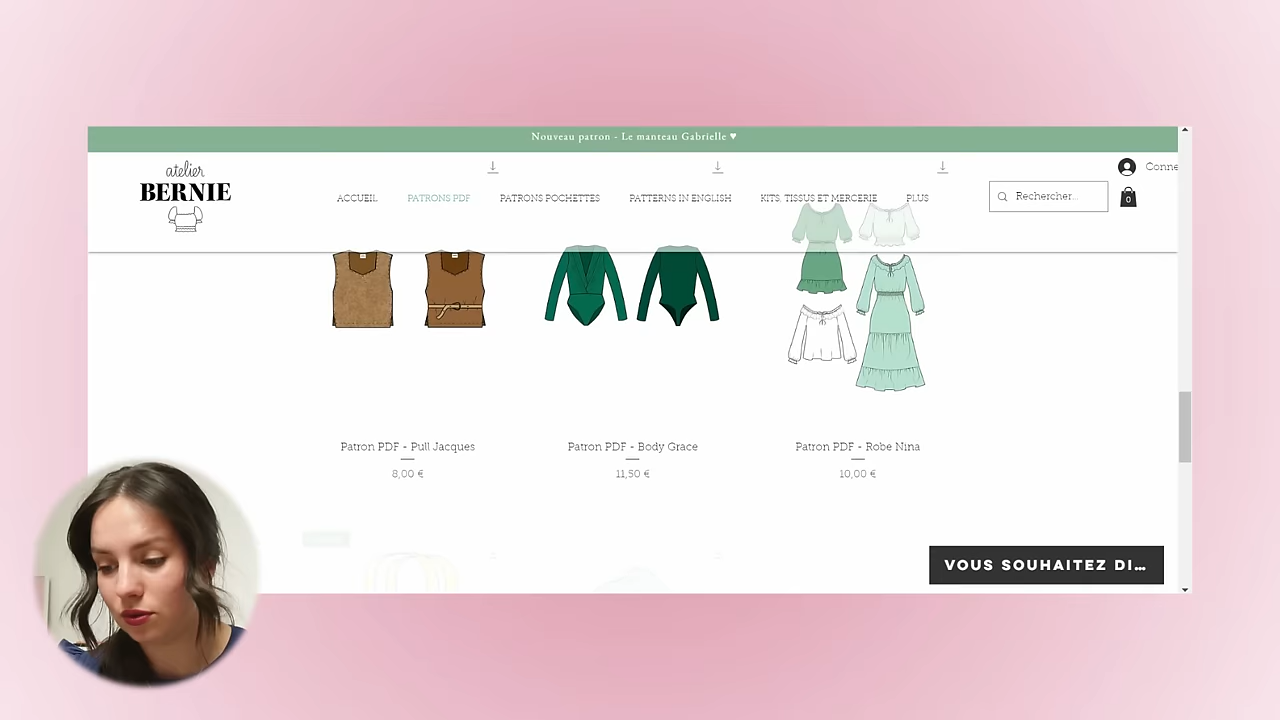 Nouveau patron - Le manteau Gabrielle ♥
atelier
BERNIE
ACCUEIL
PATRONS PDF
PATRONS POCHETTES
PATTERNS IN ENGLISH
KITS, TISSUS ET MERCERIE
PLUS
Rechercher...
Conne
0
Patron PDF - Pull Jacques
8,00 €
Patron PDF - Body Grace
11,50 €
Patron PDF - Robe Nina
10,00 €
VOUS SOUHAITEZ DI...